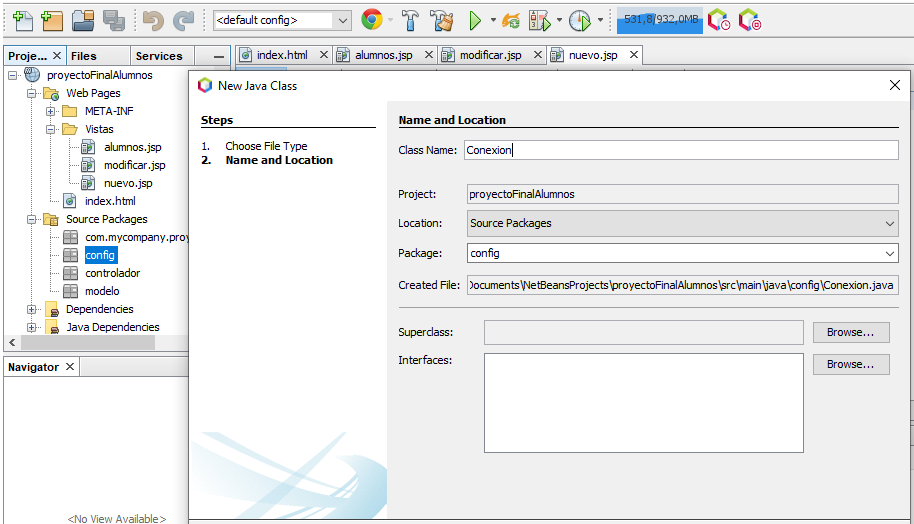 <default config>
531,8/932,0MB
Proje... Files Services
index.html alumnos.jsp modificar.jsp nuevo.jsp
proyectoFinalAlumnos
Web Pages
META-INF
Vistas
alumnos.jsp
modificar.jsp
nuevo.jsp
index.html
Source Packages
com.mycompany.proy
config
controlador
modelo
Dependencies
Java Dependencies
Navigator
<No View Available>
New Java Class
Steps
1. Choose File Type
2. Name and Location
Name and Location
Class Name: Conexion
Project: proyectoFinalAlumnos
Location: Source Packages
Package: config
Created File: Documents\NetBeansProjects\proyectoFinalAlumnos\src\main\java\config\Conexion.java
Superclass: Browse...
Interfaces: Browse...